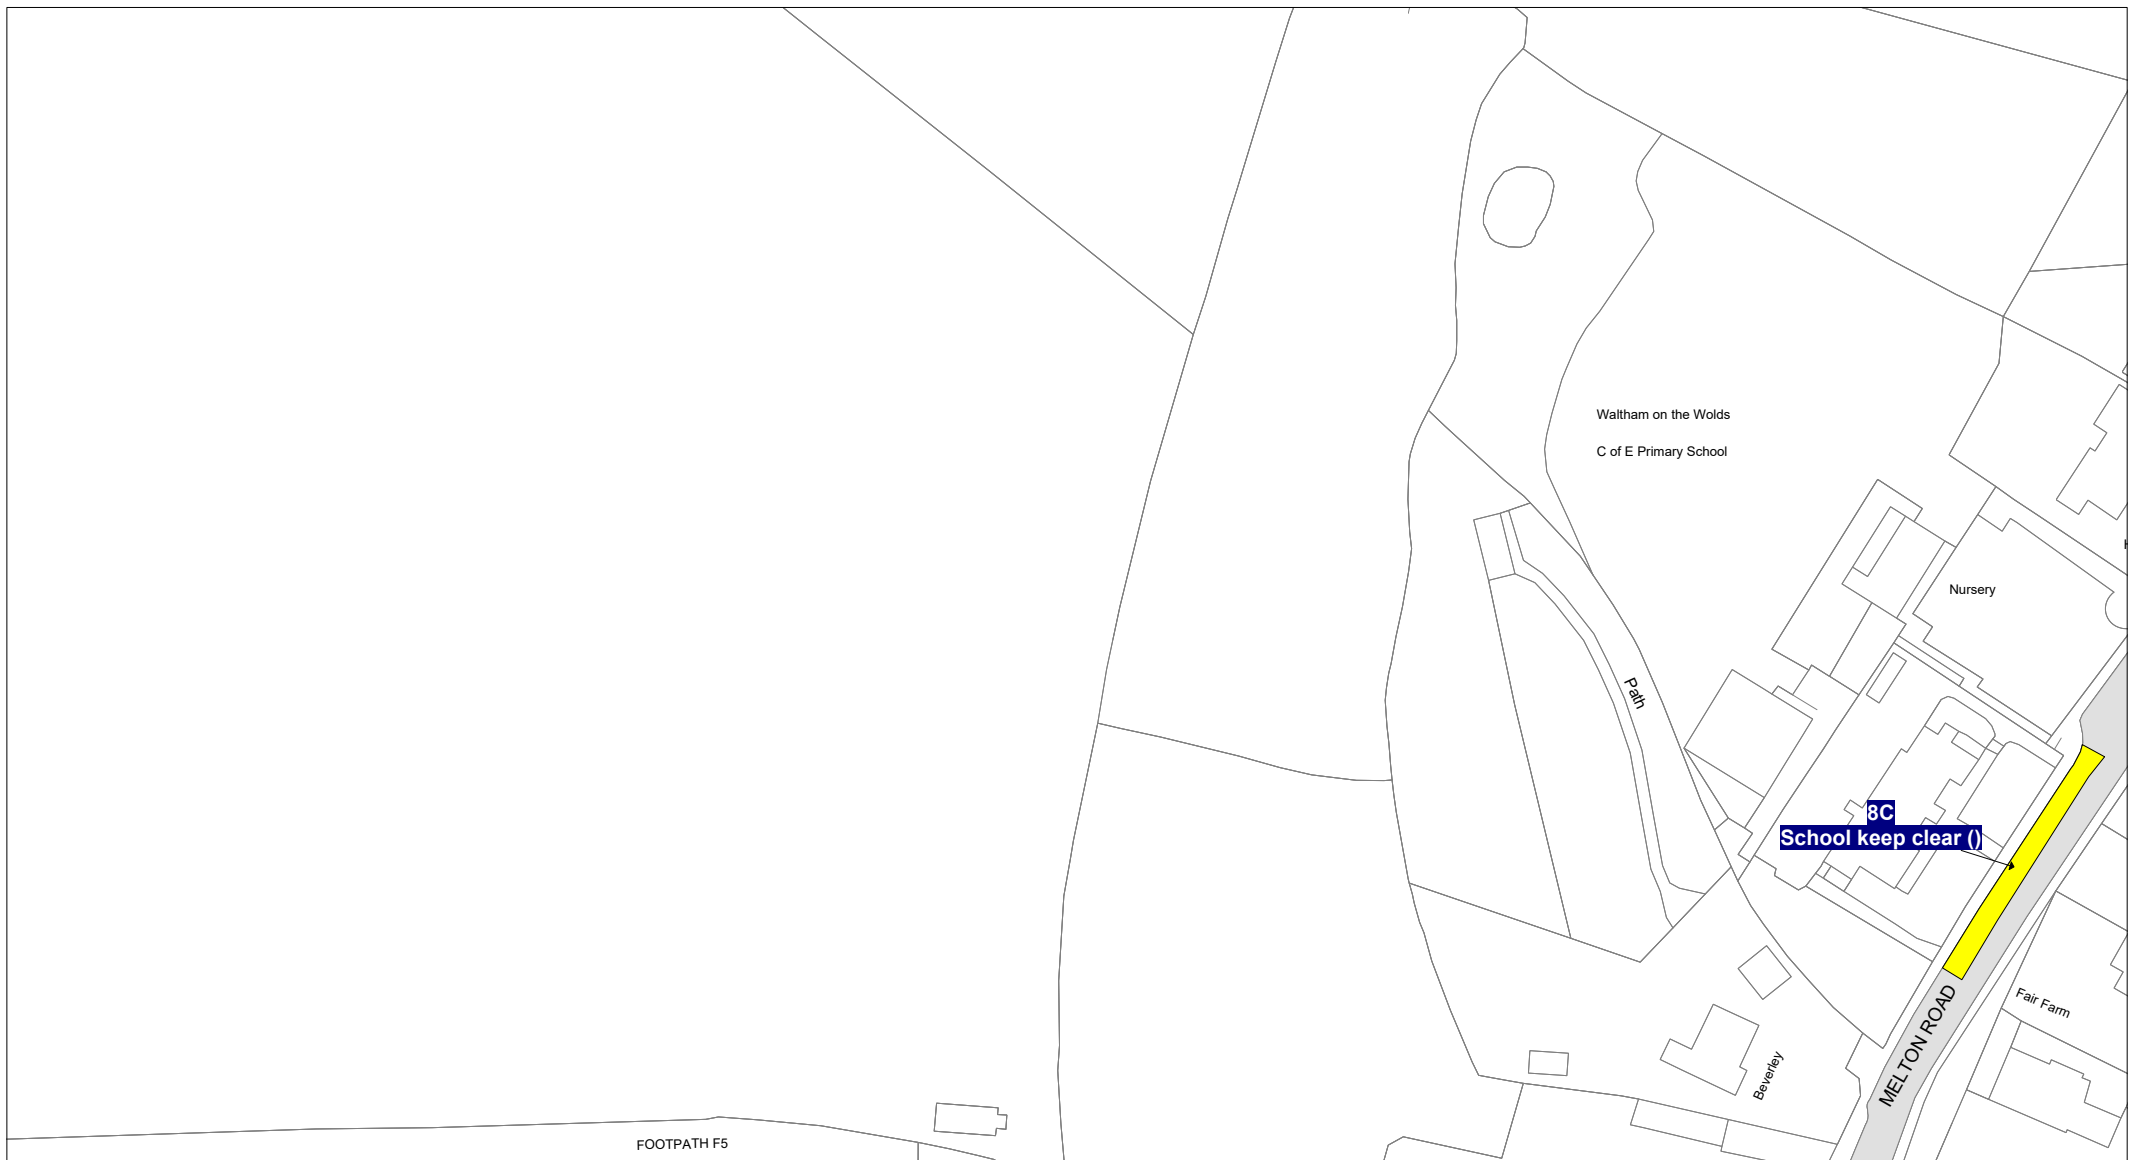 Waltham on the Wolds
C of E Primary School
Nursery
Path
8C
School keep clear ()
Fair Farm
MELTON ROAD
Beverley
FOOTPATH F5